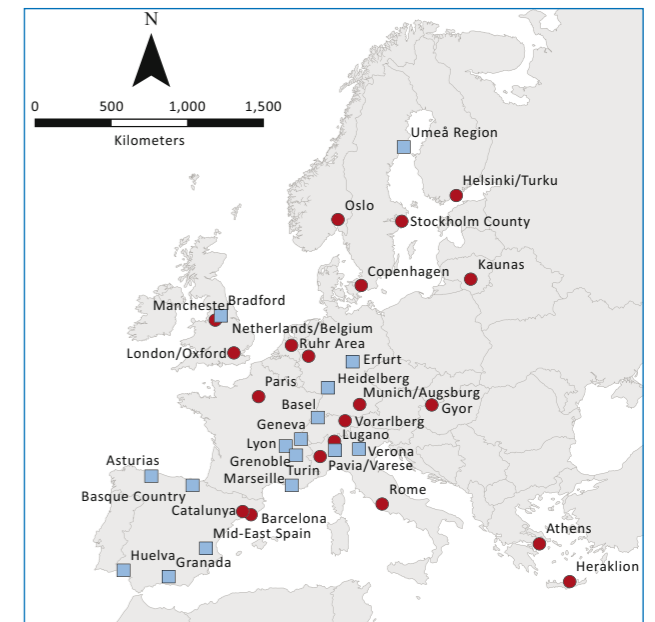 N
0 500 1,000 1,500
Kilometers
Umeå Region
Helsinki/Turku
Oslo
Stockholm County
Copenhagen
Kaunas
Manchester
Bradford
Netherlands/Belgium
Ruhr Area
London/Oxford
Erfurt
Paris
Heidelberg
Munich/Augsburg
Basel
Gyor
Geneva
Vorarlberg
Lyon
Lugano
Verona
Asturias
Grenoble
Turin
Pavia/Varese
Marseille
Basque Country
Rome
Catalunya
Barcelona
Mid-East Spain
Athens
Huelva
Granada
Heraklion